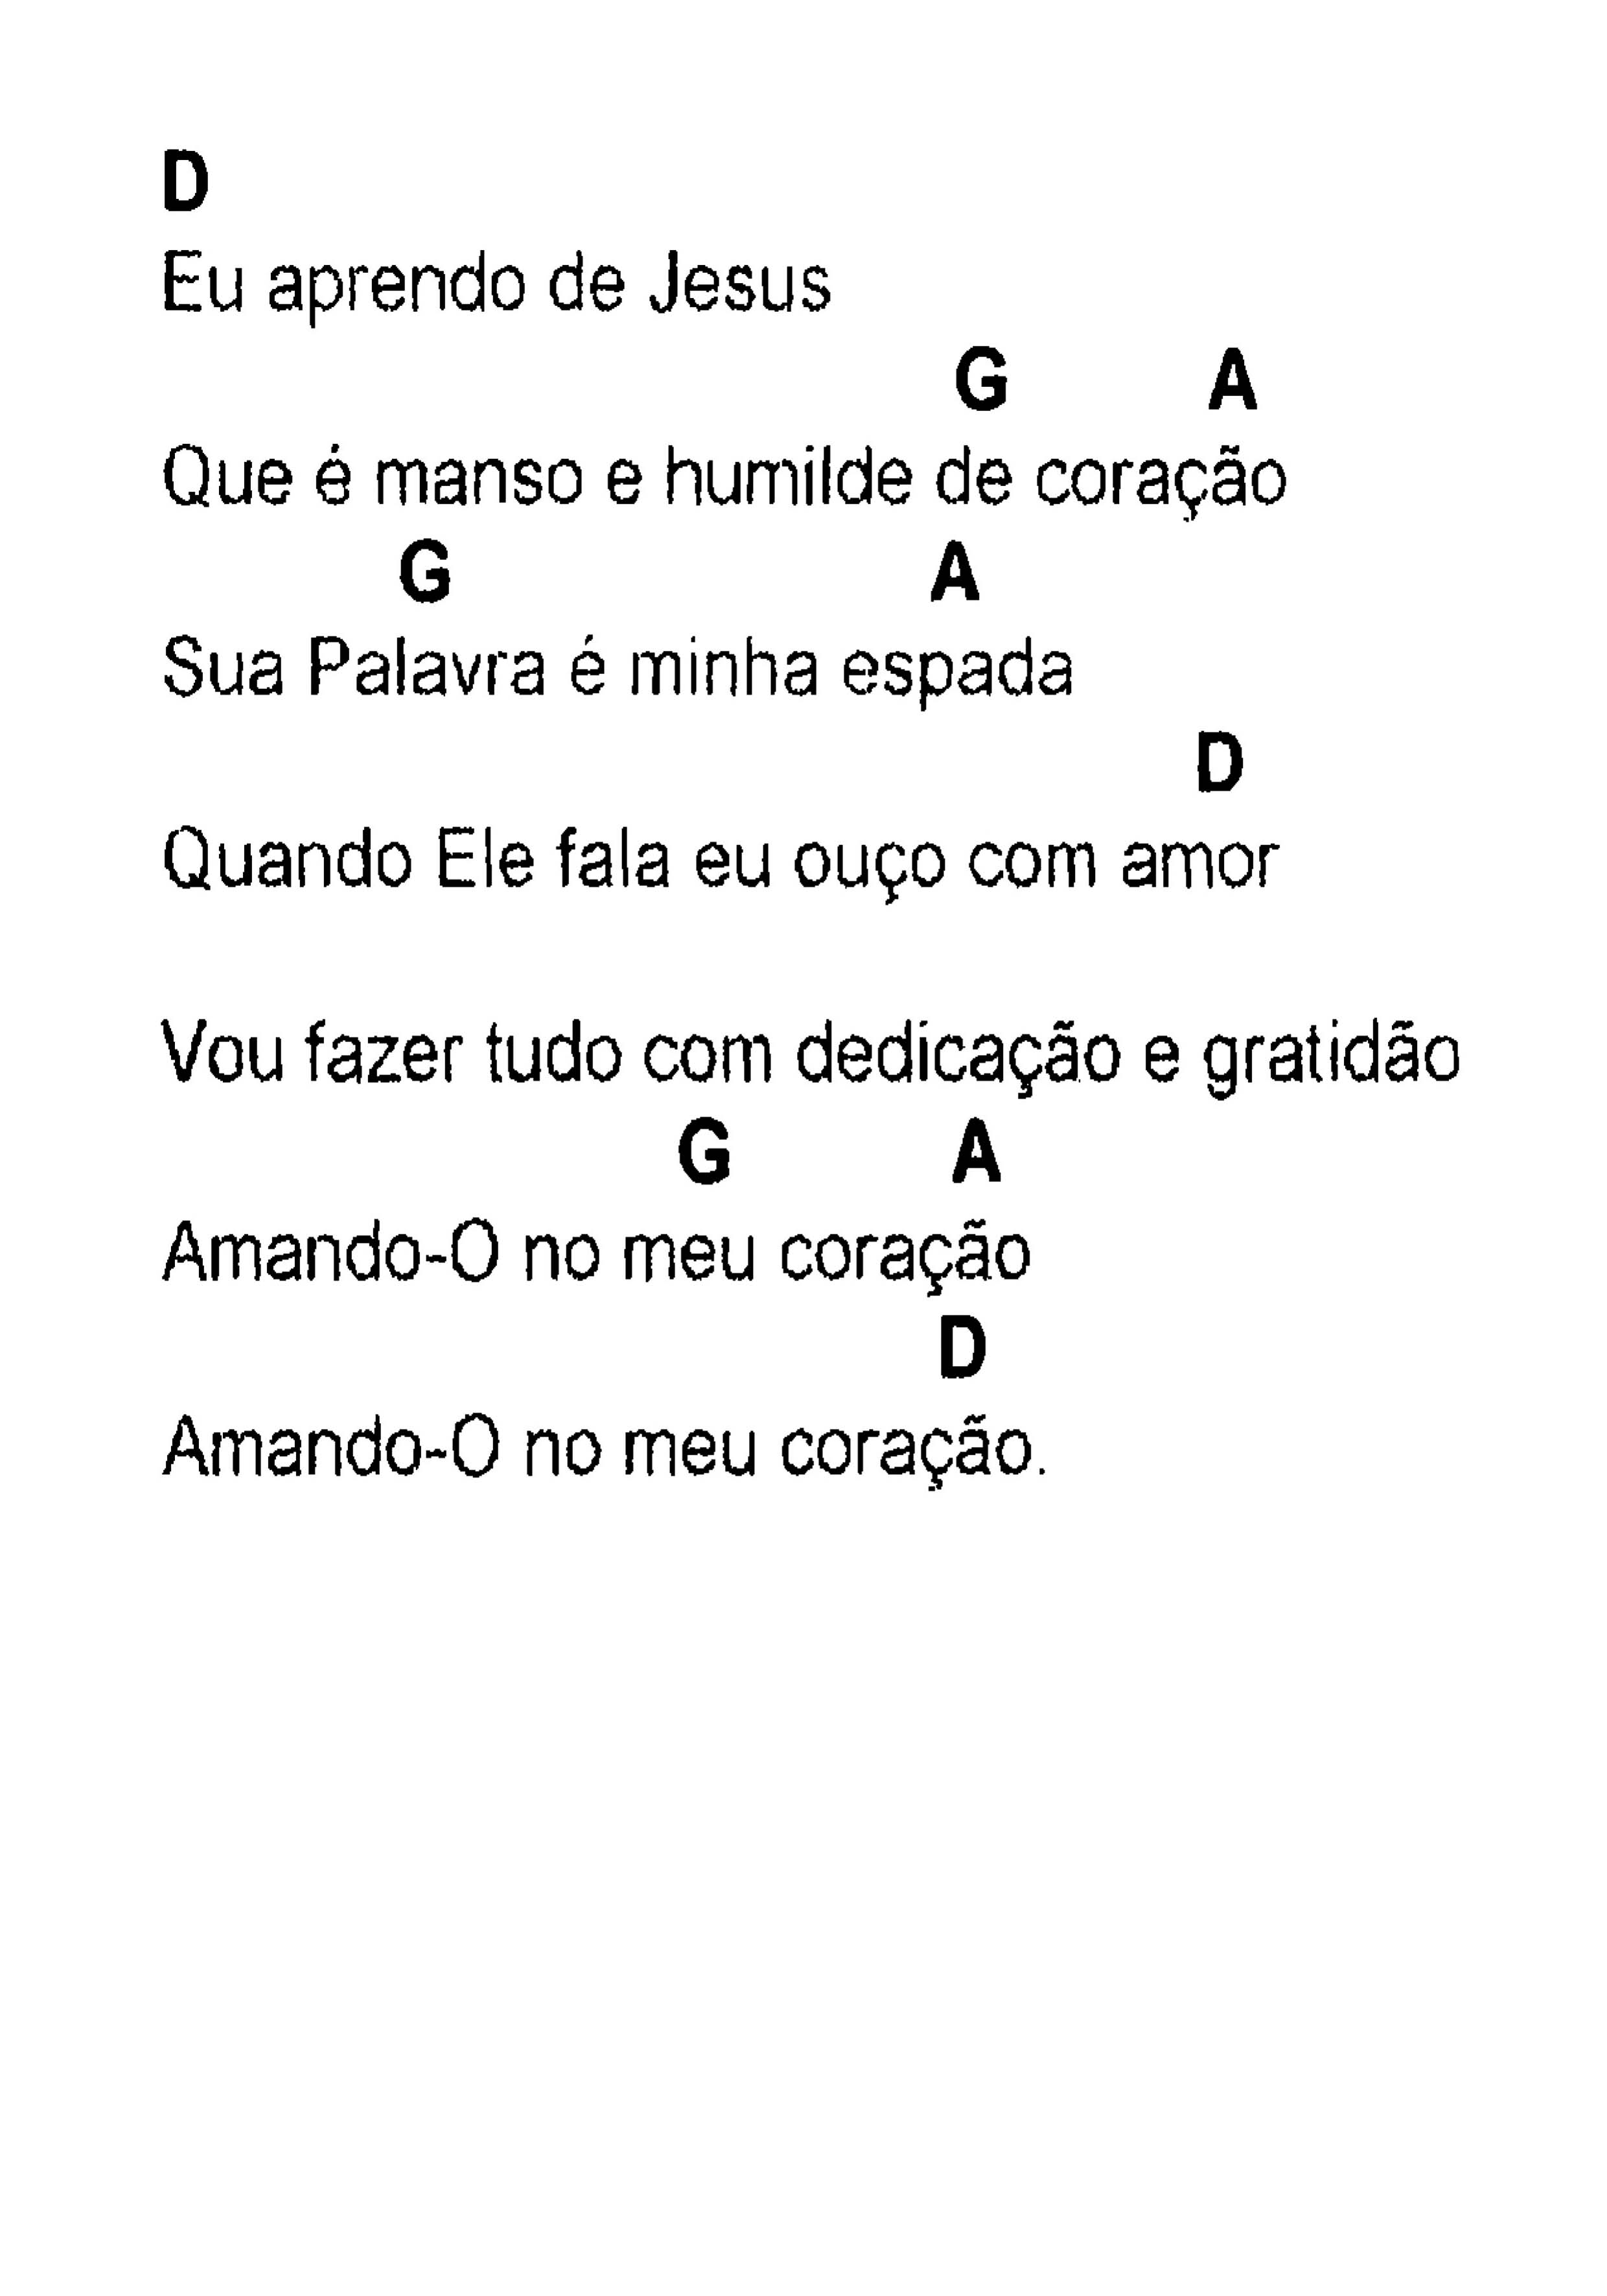 D
Eu aprendo de Jesus
G A
Que é manso e humilde de coração
G A
Sua Palavra é minha espada
D
Quando Ele fala eu ouço com amor
Vou fazer tudo com dedicação e gratidão
G A
Amando-O no meu coração
D
Amando-O no meu coração.